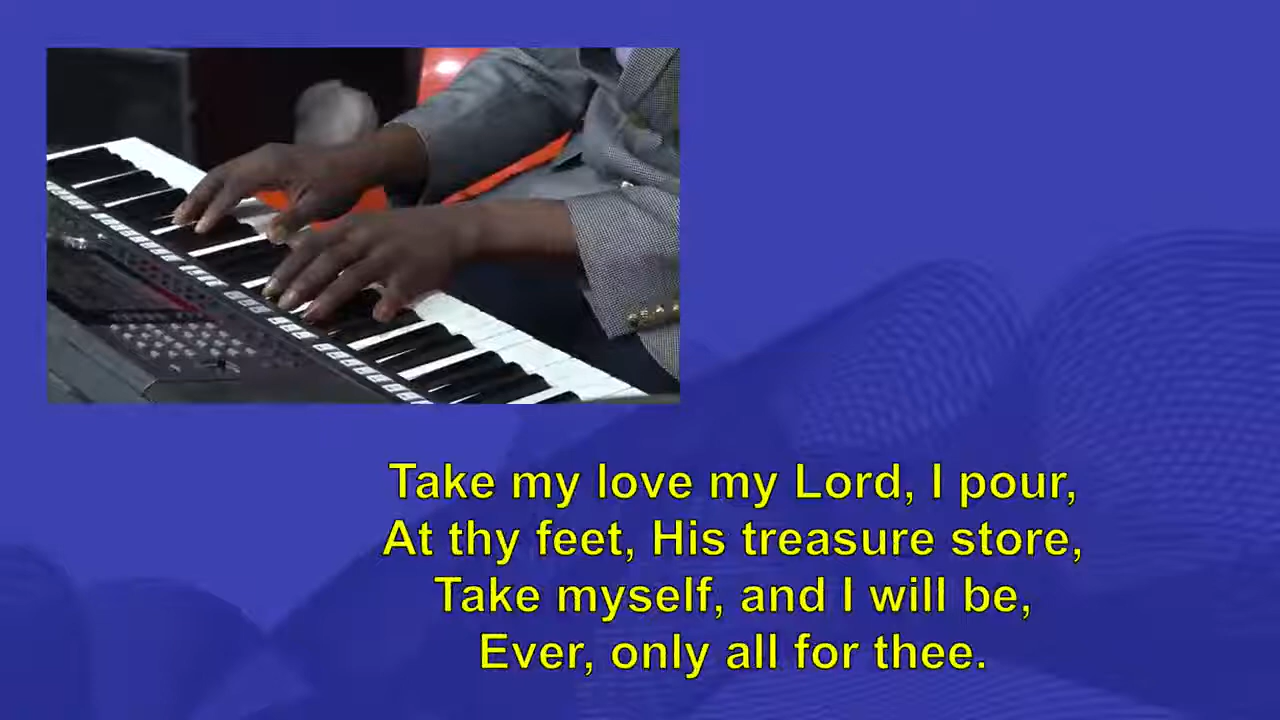 Take my love my Lord, I pour,
At thy feet, His treasure store,
Take myself, and I will be,
Ever, only all for thee.